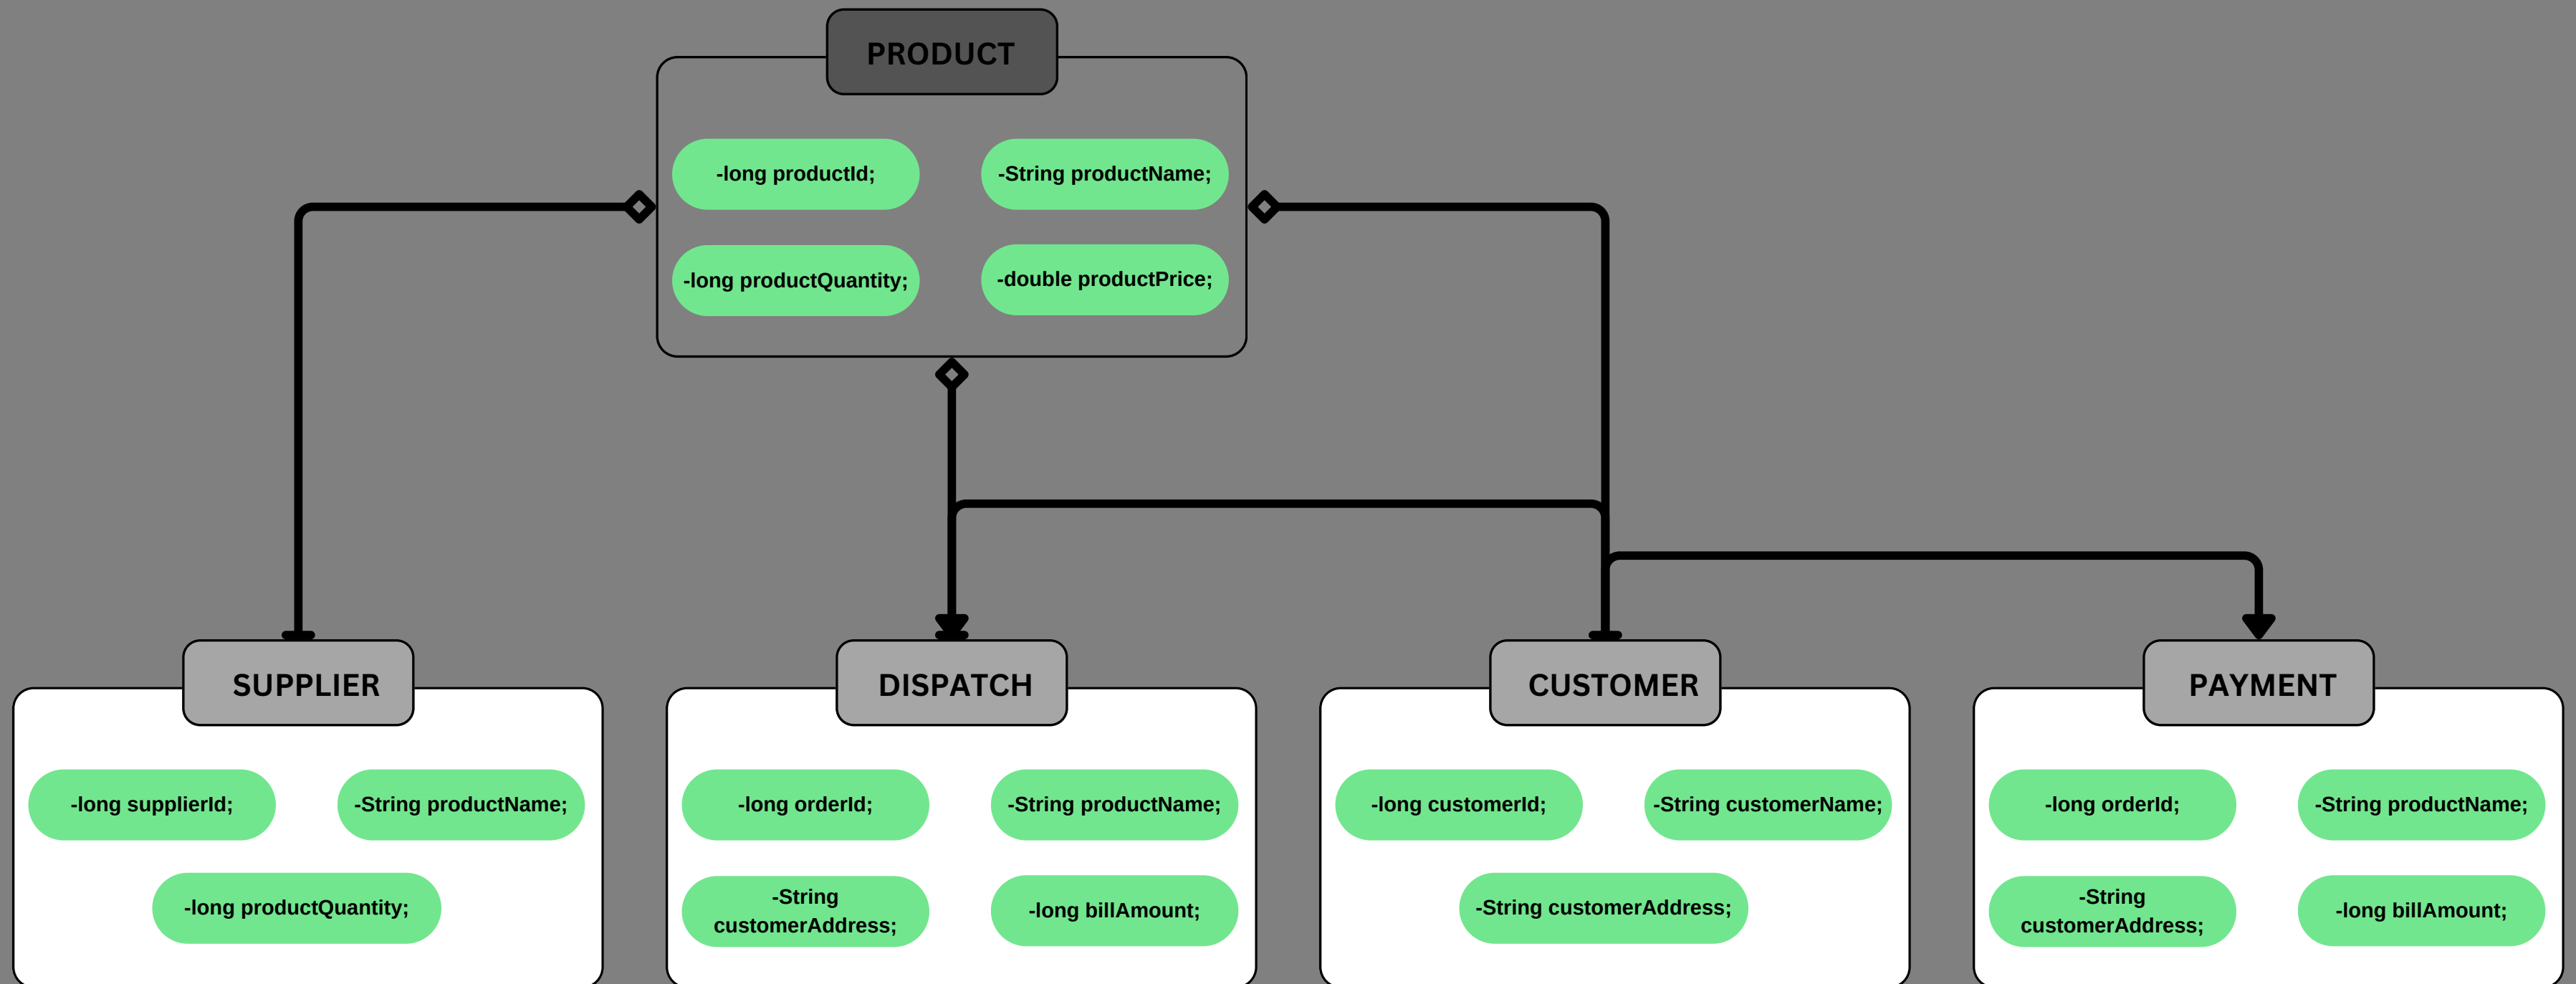 PRODUCT
-long productId;
-String productName;
-long productQuantity;
-double productPrice;
SUPPLIER
-long supplierId;
-String productName;
-long productQuantity;
DISPATCH
-long orderId;
-String productName;
-String
customerAddress;
-long billAmount;
CUSTOMER
-long customerId;
-String customerName;
-String customerAddress;
PAYMENT
-long orderId;
-String productName;
-String
customerAddress;
-long billAmount;